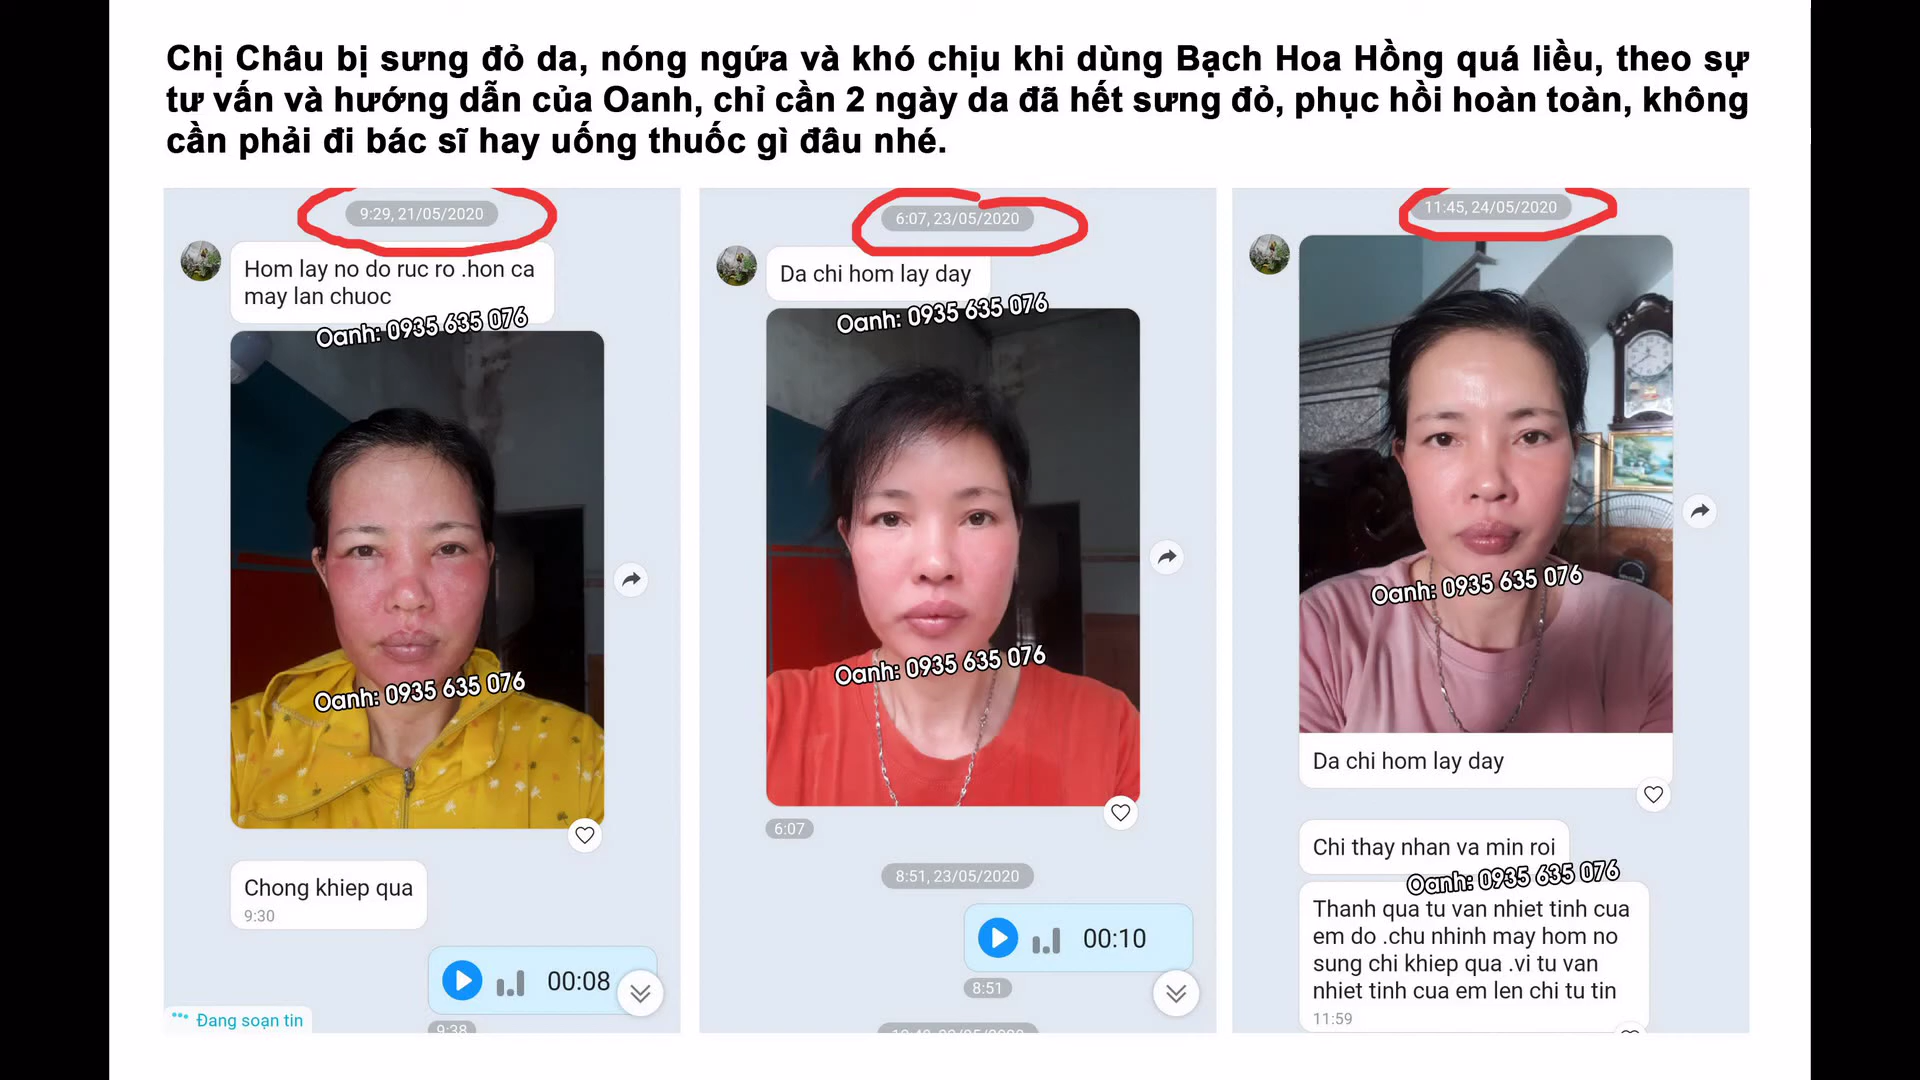 Chị Châu bị sưng đỏ da, nóng ngứa và khó chịu khi dùng Bạch Hoa Hồng quá liều, theo sự
tư vấn và hướng dẫn của Oanh, chỉ cần 2 ngày da đã hết sưng đỏ, phục hồi hoàn toàn, không
cần phải đi bác sĩ hay uống thuốc gì đâu nhé.
9:29, 21/05/2020
Hom lay no do ruc ro .hon ca
may lan chuoc
Oanh: 0935 635 076
Oanh: 0935 635 076
Chong khiep qua
9:30
00:08
Đang soạn tin
9:38
6:07, 23/05/2020
Da chi hom lay day
Oanh: 0935 635 076
Oanh: 0935 635 076
6:07
8:51, 23/05/2020
00:10
8:51
11:45, 24/05/2020
Oanh: 0935 635 076
Da chi hom lay day
Chi thay nhan va min roi
Oanh: 0935 635 076
Thanh qua tu van nhiet tinh cua
em do .chu nhinh may hom no
sung chi khiep qua .vi tu van
nhiet tinh cua em len chi tu tin
11:59